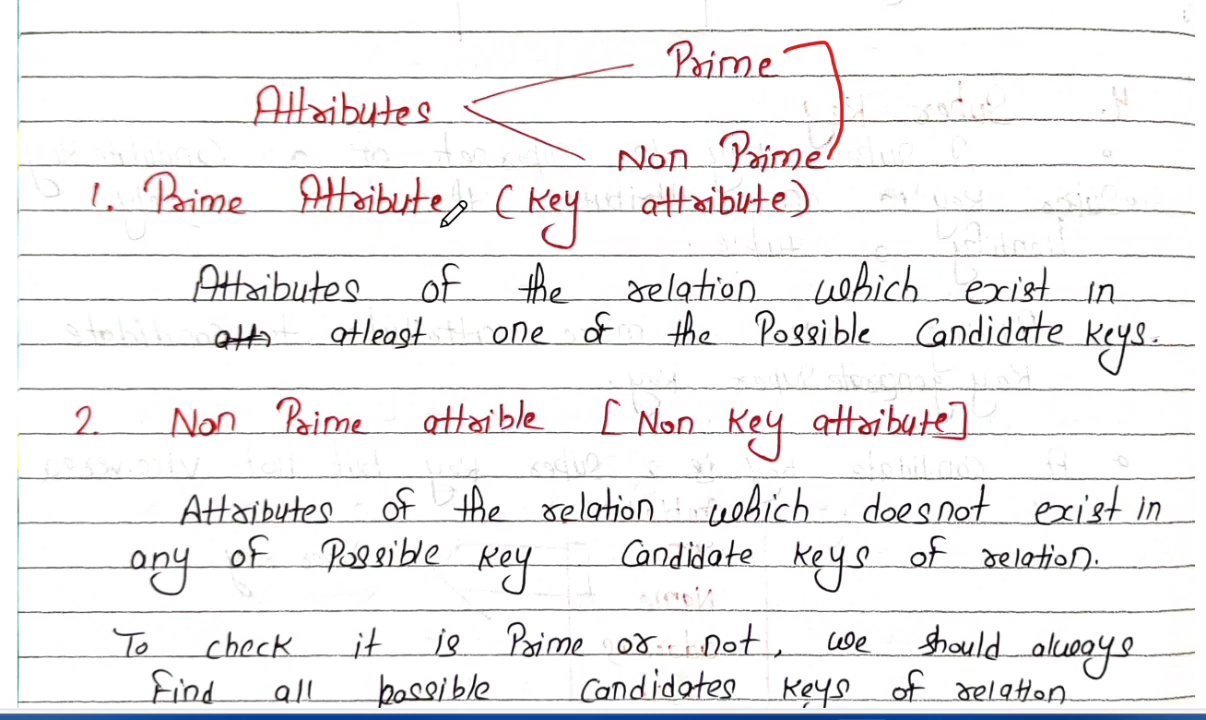 Prime
Attributes
Non Prime
1. Prime Attribute (Key attribute)
Attributes of the relation which exist in
atleast one of the Possible Candidate keys.
2. Non Prime attrible [Non Key attribute]
Attributes of the relation which doesnot exist in
any of Possible key Candidate keys of relation.
To check it is Prime or not, we should always
Find all possible Candidates keys of relation